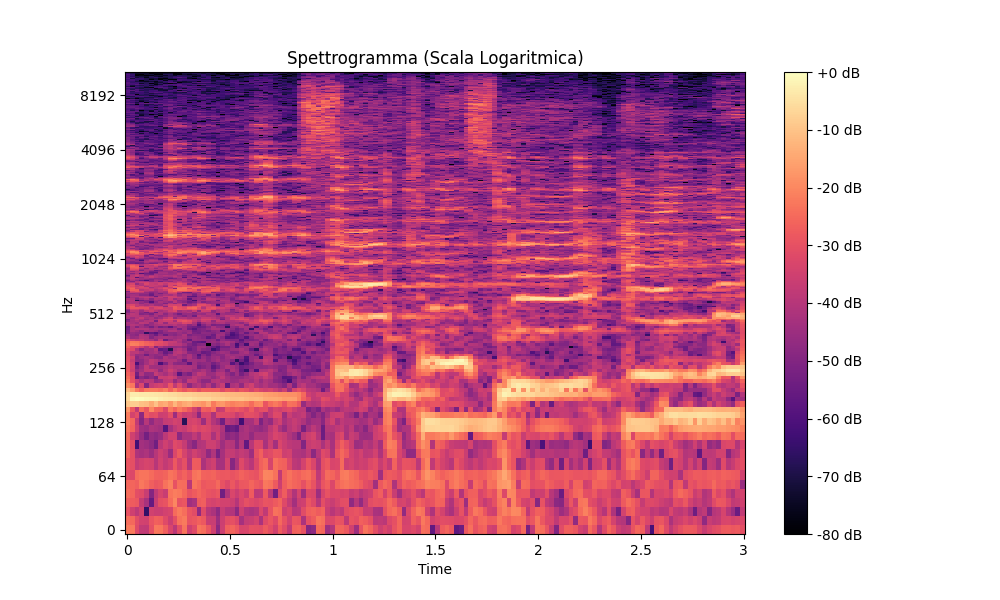 Spettrogramma (Scala Logaritmica)
8192
4096
2048
1024
512
256
128
64
0
Hz
0
0.5
1
1.5
2
2.5
3
Time
+0 dB
-10 dB
-20 dB
-30 dB
-40 dB
-50 dB
-60 dB
-70 dB
-80 dB